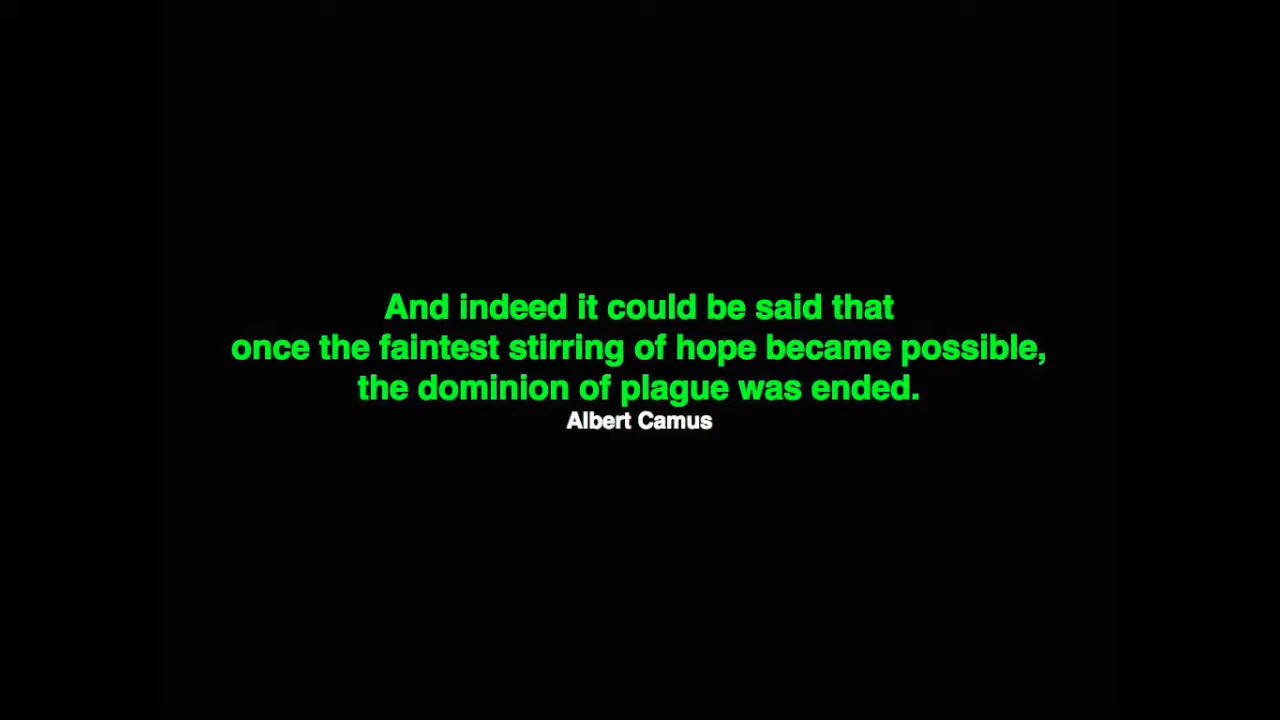 And indeed it could be said that
once the faintest stirring of hope became possible,
the dominion of plague was ended.
Albert Camus